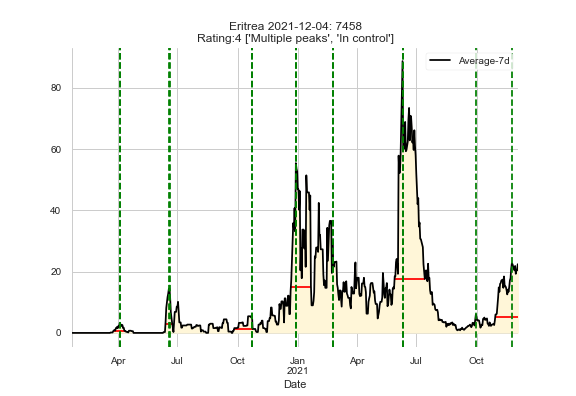 Eritrea 2021-12-04: 7458
Rating:4 ['Multiple peaks', 'In control']
Average-7d
80
60
40
20
0
Apr Jul Oct Jan Apr Jul Oct
2021
Date